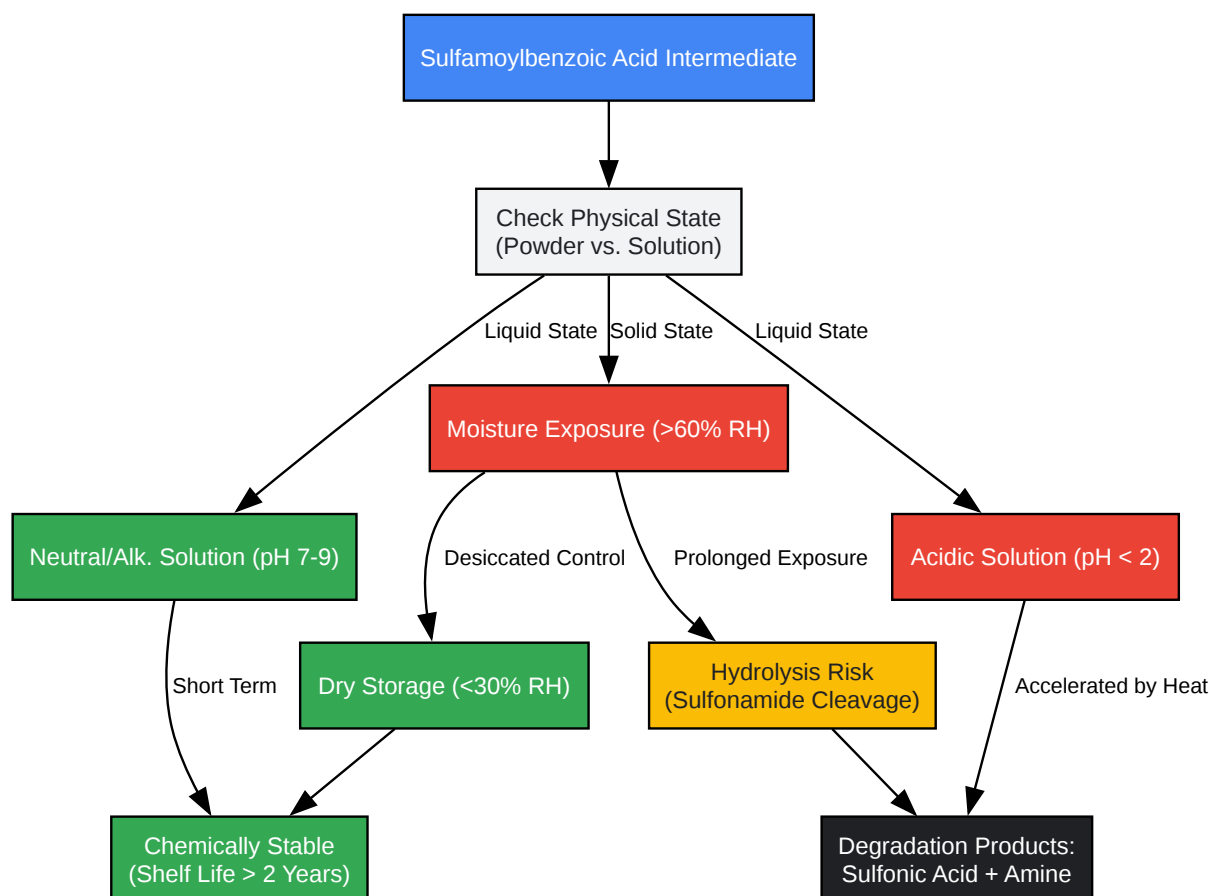 Sulfamoylbenzoic Acid Intermediate
Check Physical State
(Powder vs. Solution)
Liquid State
Solid State
Liquid State
Moisture Exposure (>60% RH)
Neutral/Alk. Solution (pH 7-9)
Desiccated Control
Prolonged Exposure
Acidic Solution (pH < 2)
Short Term
Dry Storage (<30% RH)
Hydrolysis Risk
(Sulfonamide Cleavage)
Accelerated by Heat
Chemically Stable
(Shelf Life > 2 Years)
Degradation Products:
Sulfonic Acid + Amine